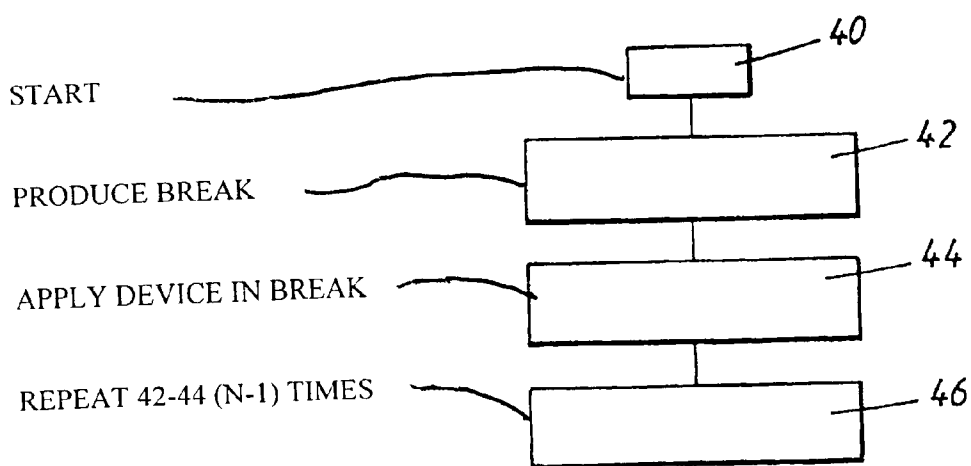 40
START
42
PRODUCE BREAK
44
APPLY DEVICE IN BREAK
46
REPEAT 42-44 (N-1) TIMES